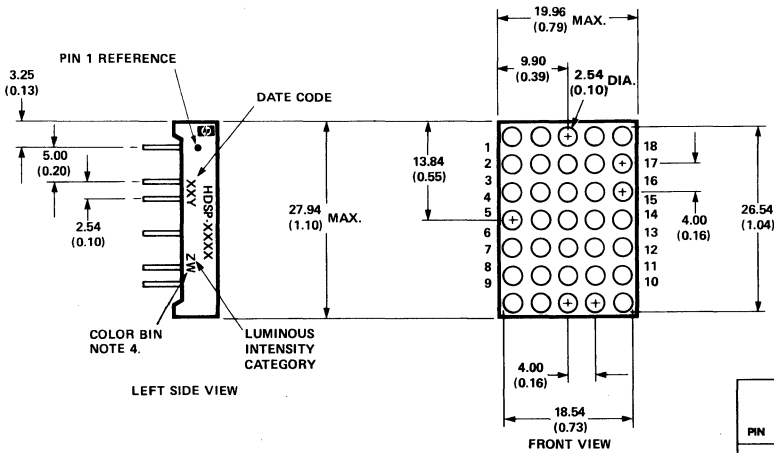 19.96
(0.79) MAX.
9.90
(0.39)
2.54
(0.10) DIA.
PIN 1 REFERENCE
3.25
(0.13)
DATE CODE
hp
5.00
(0.20)
2.54
(0.10)
XXY
HDSP-XXXX
ZW
27.94
(1.10) MAX.
13.84
(0.55)
1
2
3
4
5
6
7
8
9
18
17
16
15
14
13
12
11
10
4.00
(0.16)
26.54
(1.04)
COLOR BIN
NOTE 4.
LUMINOUS
INTENSITY
CATEGORY
LEFT SIDE VIEW
4.00
(0.16)
18.54
(0.73)
FRONT VIEW
PIN